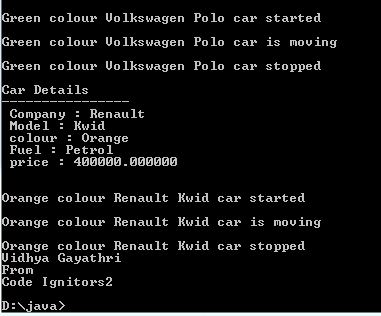 Green colour Volkswagen Polo car started
Green colour Volkswagen Polo car is moving
Green colour Volkswagen Polo car stopped
Car Details
----------------
Company : Renault
Model : Kwid
colour : Orange
Fuel : Petrol
price : 400000.000000
Orange colour Renault Kwid car started
Orange colour Renault Kwid car is moving
Orange colour Renault Kwid car stopped
Vidhya Gayathri
From
Code Ignitors2
D:\java>